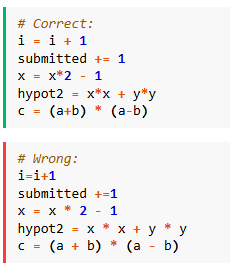 # Correct:
i = i + 1
submitted += 1
x = x*2 - 1
hypot2 = x*x + y*y
c = (a+b) * (a-b)
# Wrong:
i=i+1
submitted +=1
x = x * 2 - 1
hypot2 = x * x + y * y
c = (a + b) * (a - b)